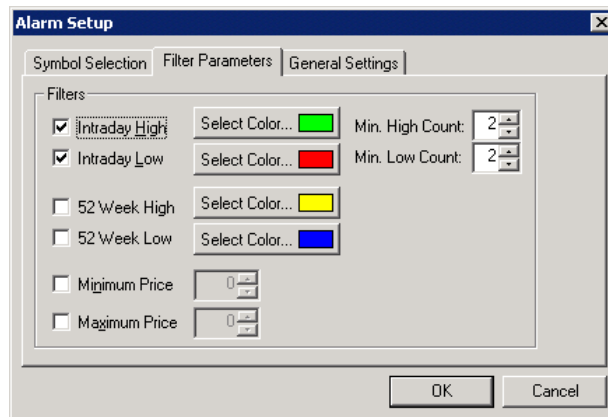 Alarm Setup
Symbol Selection Filter Parameters General Settings
Filters
Intraday High Select Color... Min. High Count: 2
Intraday Low Select Color... Min. Low Count: 2
52 Week High Select Color...
52 Week Low Select Color...
Minimum Price 0
Maximum Price 0
OK Cancel